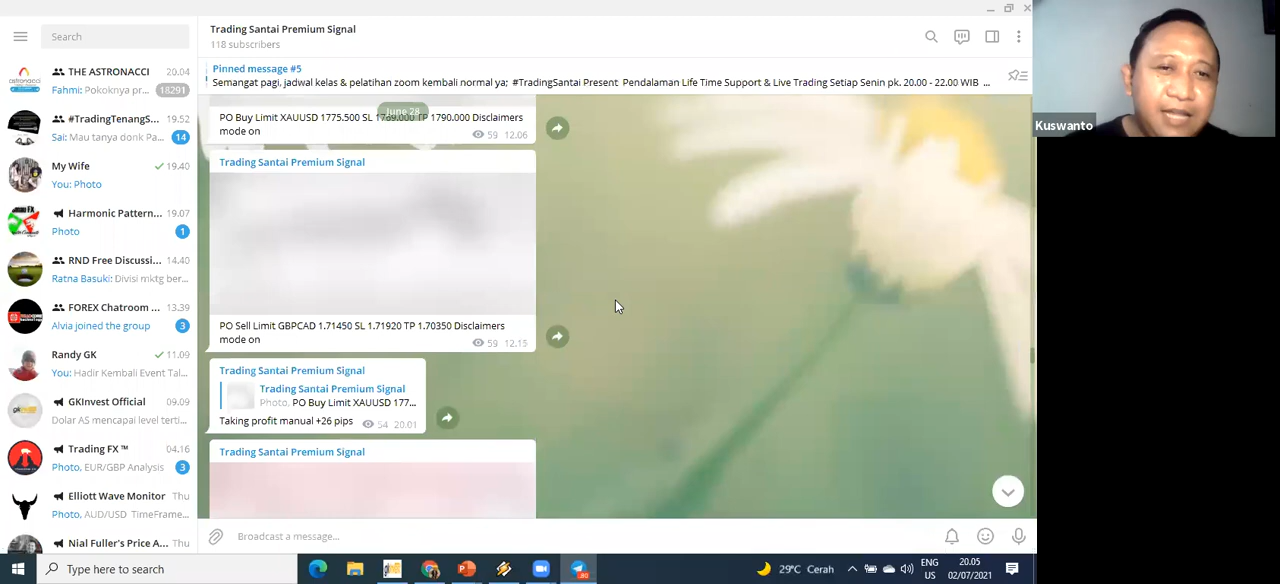 Search
THE ASTRONACCI 20.04
Fahmi: Pokoknya pr... 18291
#TradingTenangS... 19.52
Sai: Mau tanya donk Pa... 14
My Wife 19.40
You: Photo
Harmonic Pattern... 19.07
Photo 1
RND Free Discussi... 14.40
Ratna Basuki: Divisi mktg ber...
FOREX Chatroom ... 13.39
Alvia joined the group 3
Randy GK 11.09
You: Hadir Kembali Event Tal...
GKInvest Official 09.09
Dolar AS mencapai level terti...
Trading FX ™ 04.16
Photo, EUR/GBP Analysis 3
Elliott Wave Monitor Thu
Photo, AUD/USD TimeFrame...
Nial Fuller's Price A... Thu
Trading Santai Premium Signal
118 subscribers
Pinned message #5
Semangat pagi, jadwal kelas & pelatihan zoom kembali normal ya; #TradingSantai Present Pendalaman Life Time Support & Live Trading Setiap Senin pk. 20.00 - 22.00 WIB ...
June 28
PO Buy Limit XAUUSD 1775.500 SL 1769.000 TP 1790.000 Disclaimers
mode on 59 12.06
Trading Santai Premium Signal
PO Sell Limit GBPCAD 1.71450 SL 1.71920 TP 1.70350 Disclaimers
mode on 59 12.15
Trading Santai Premium Signal
Trading Santai Premium Signal
Photo, PO Buy Limit XAUUSD 177...
Taking profit manual +26 pips 54 20.01
Trading Santai Premium Signal
Broadcast a message...
Kuswanto
Type here to search
29°C Cerah
ENG
US
20.05
02/07/2021